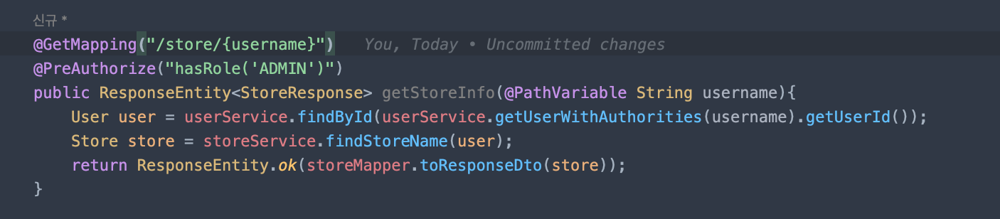 신규 *
@GetMapping("/store/{username}")    You, Today • Uncommitted changes
@PreAuthorize("hasRole('ADMIN')")
public ResponseEntity<StoreResponse> getStoreInfo(@PathVariable String username){
    User user = userService.findById(userService.getUserWithAuthorities(username).getUserId());
    Store store = storeService.findStoreName(user);
    return ResponseEntity.ok(storeMapper.toResponseDto(store));
}